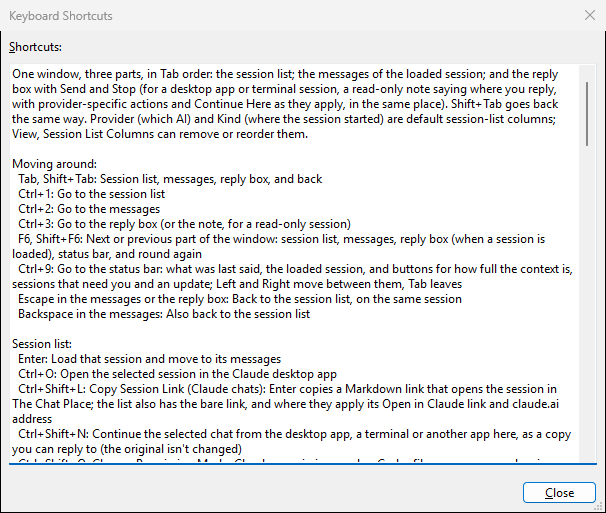 Keyboard Shortcuts
Shortcuts:
One window, three parts, in Tab order: the session list; the messages of the loaded session; and the reply
box with Send and Stop (for a desktop app or terminal session, a read-only note saying where you reply,
with provider-specific actions and Continue Here as they apply, in the same place). Shift+Tab goes back
the same way. Provider (which AI) and Kind (where the session started) are default session-list columns;
View, Session List Columns can remove or reorder them.
Moving around:
Tab, Shift+Tab: Session list, messages, reply box, and back
Ctrl+1: Go to the session list
Ctrl+2: Go to the messages
Ctrl+3: Go to the reply box (or the note, for a read-only session)
F6, Shift+F6: Next or previous part of the window: session list, messages, reply box (when a session is
loaded), status bar, and round again
Ctrl+9: Go to the status bar: what was last said, the loaded session, and buttons for how full the context is,
sessions that need you and an update; Left and Right move between them, Tab leaves
Escape in the messages or the reply box: Back to the session list, on the same session
Backspace in the messages: Also back to the session list
Session list:
Enter: Load that session and move to its messages
Ctrl+O: Open the selected session in the Claude desktop app
Ctrl+Shift+L: Copy Session Link (Claude chats): Enter copies a Markdown link that opens the session in
The Chat Place; the list also has the bare link, and where they apply its Open in Claude link and claude.ai
address
Ctrl+Shift+N: Continue the selected chat from the desktop app, a terminal or another app here, as a copy
you can reply to (the original isn't changed)
Close